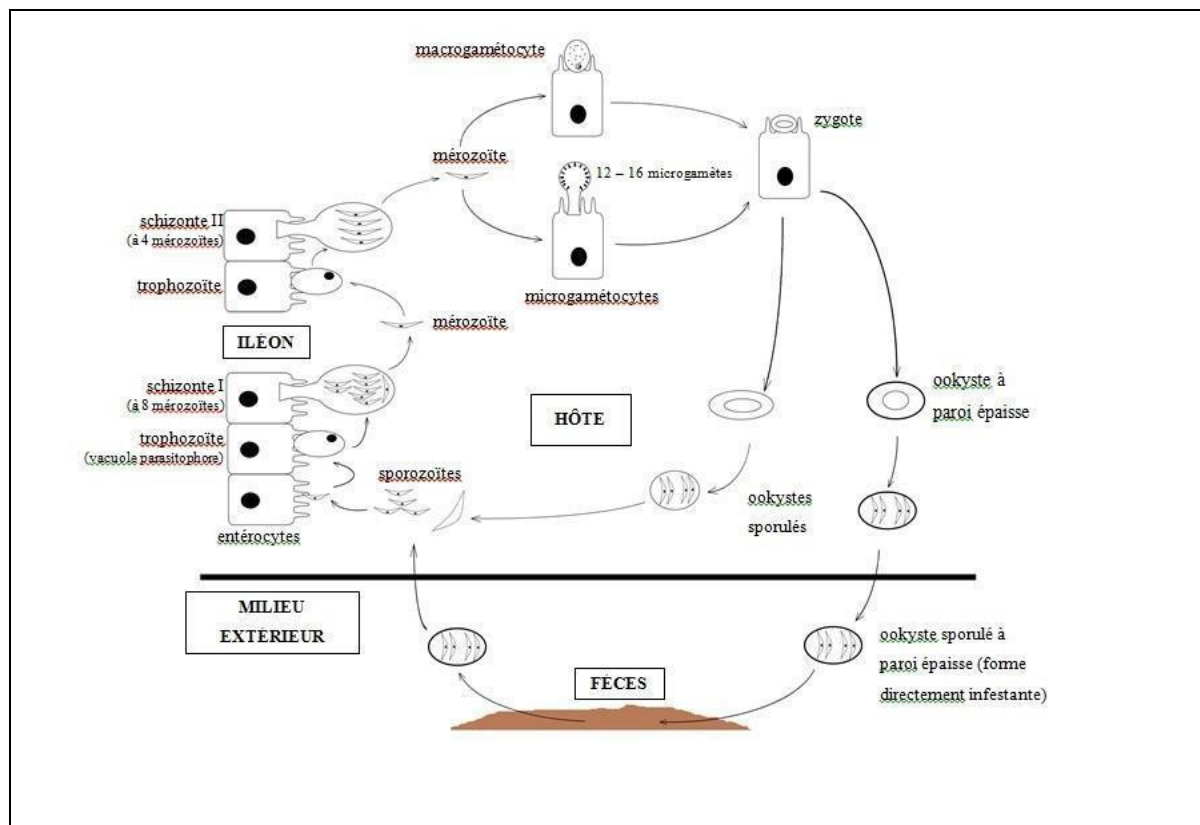 macrogamétocyte
zygote
mérozoïte
12 – 16 microgamètes
schizonte II
(à 4 mérozoïtes)
trophozoïte
microgamétocytes
mérozoïte
ILÉON
schizonte I
(à 8 mérozoïtes)
HÔTE
ookyste à
paroi épaisse
trophozoïte
(vacuole parasitophore)
sporozoïtes
ookystes
sporulés
entérocytes
MILIEU
EXTÉRIEUR
ookyste sporulé à
paroi épaisse (forme
directement infestante)
FÉCES